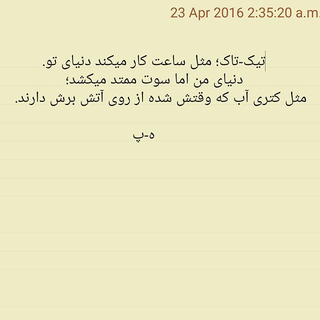 23 Apr 2016 2:35:20 a.m.
تیک-تاک؛ مثل ساعت کار میکند دنیای تو.
دنیای من اما سوت ممتد میکشد؛
مثل کتری آب که وقتش شده از روی آتش برش دارند.
ه-پ